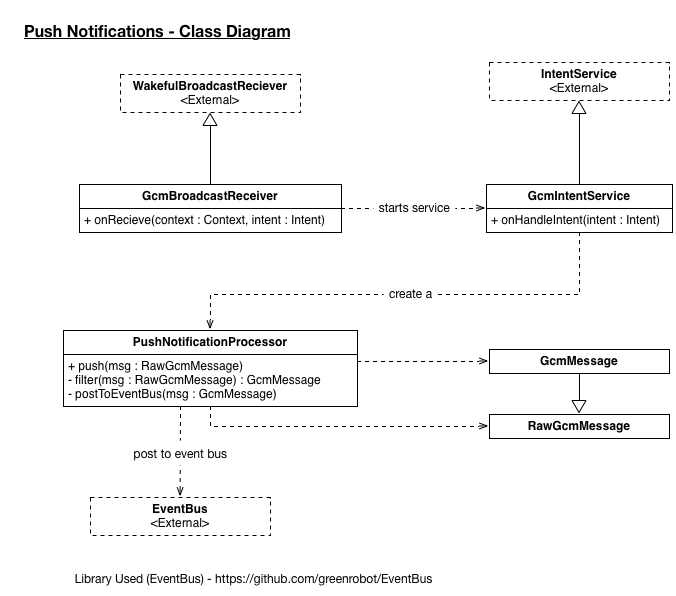 Push Notifications - Class Diagram
WakefulBroadcastReciever
<External>
IntentService
<External>
GcmBroadcastReceiver
+ onRecieve(context : Context, intent : Intent)
starts service
GcmIntentService
+ onHandleIntent(intent : Intent)
create a
PushNotificationProcessor
+ push(msg : RawGcmMessage)
- filter(msg : RawGcmMessage) : GcmMessage
- postToEventBus(msg : GcmMessage)
GcmMessage
RawGcmMessage
post to event bus
EventBus
<External>
Library Used (EventBus) - https://github.com/greenrobot/EventBus